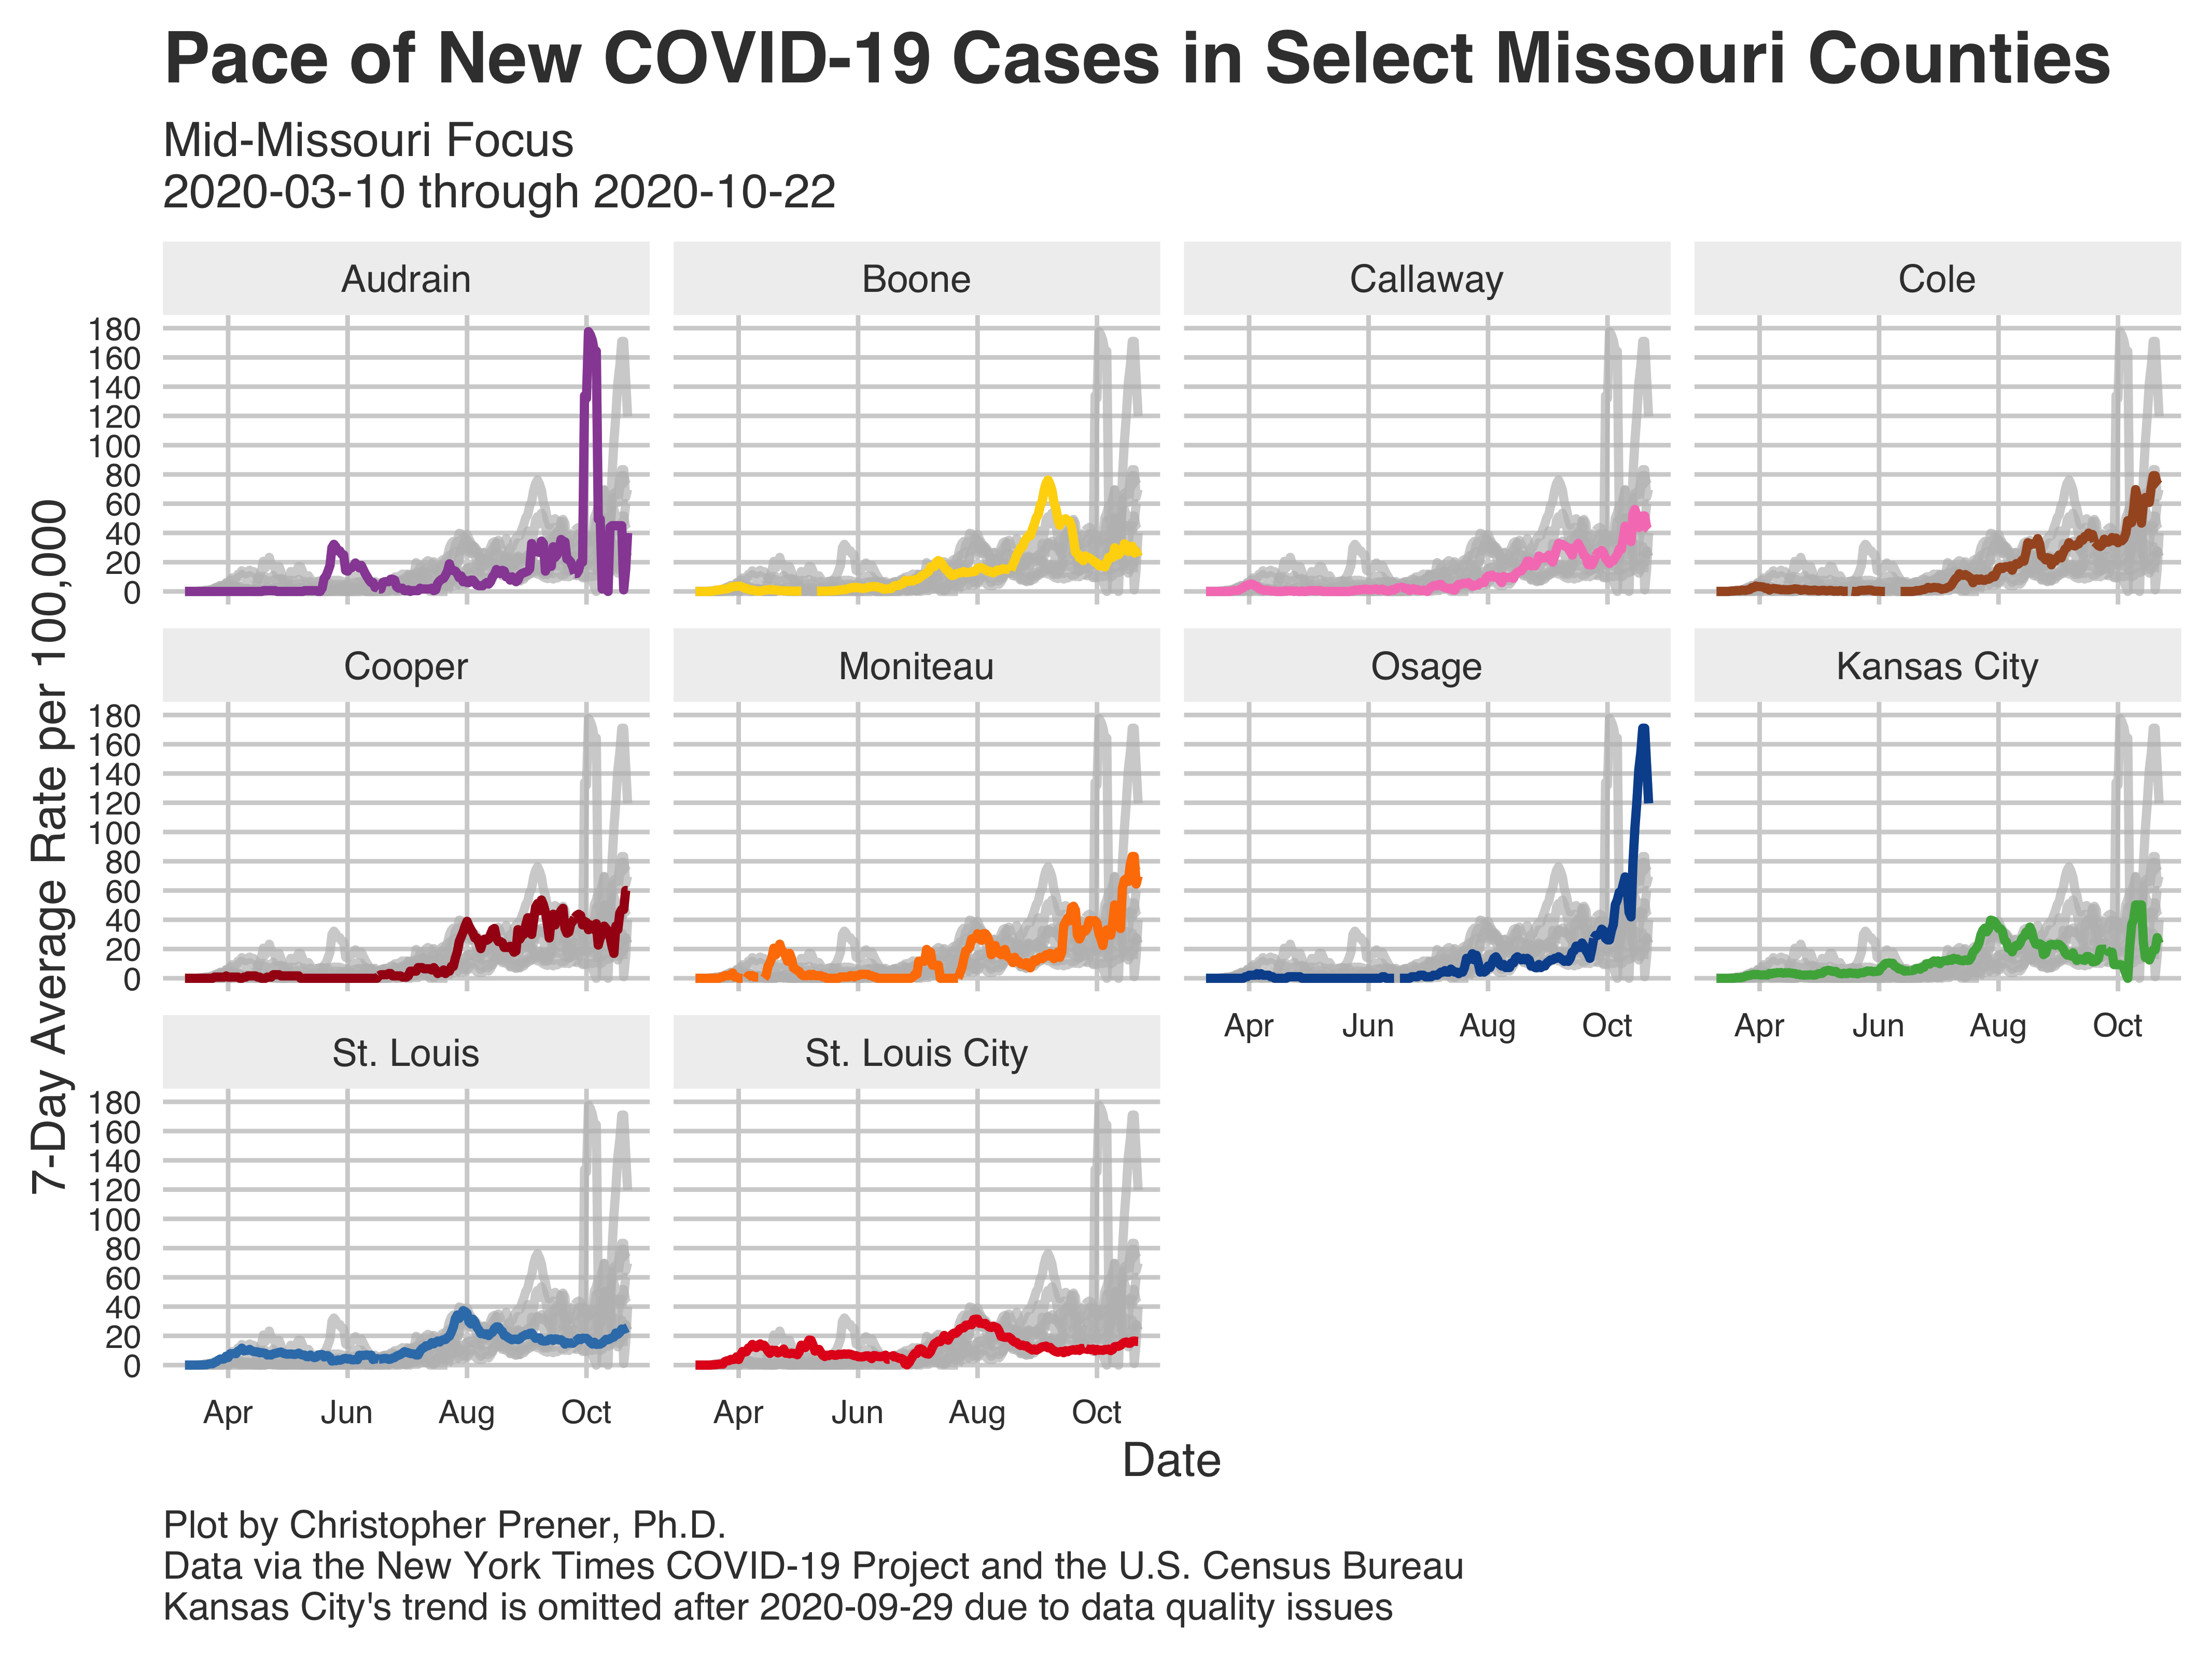 Pace of New COVID-19 Cases in Select Missouri Counties
Mid-Missouri Focus
2020-03-10 through 2020-10-22
7-Day Average Rate per 100,000
Audrain
Boone
Callaway
Cole
180
160
140
120
100
80
60
40
20
0
Cooper
Moniteau
Osage
Kansas City
180
160
140
120
100
80
60
40
20
0
Apr Jun Aug Oct
Apr Jun Aug Oct
St. Louis
St. Louis City
180
160
140
120
100
80
60
40
20
0
Apr Jun Aug Oct
Apr Jun Aug Oct
Date
Plot by Christopher Prener, Ph.D.
Data via the New York Times COVID-19 Project and the U.S. Census Bureau
Kansas City's trend is omitted after 2020-09-29 due to data quality issues